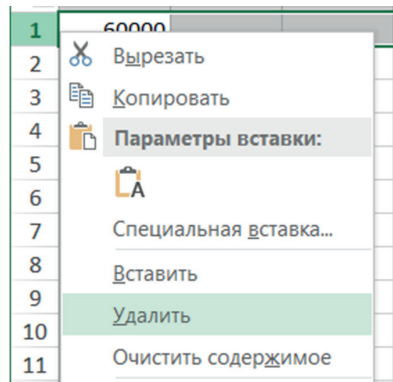 1 60000
2 Вырезать
3 Копировать
4 Параметры вставки:
5
6
7 Специальная вставка...
8 Вставить
9
10 Удалить
11 Очистить содержимое